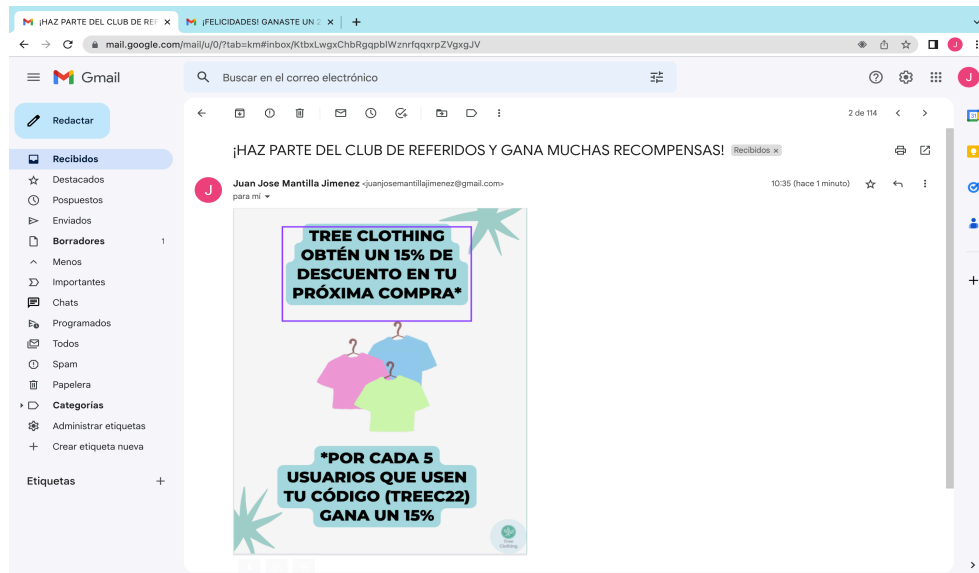 ¡HAZ PARTE DEL CLUB DE REF
¡FELICIDADES! GANASTE UN 2
mail.google.com/mail/u/0/?tab=km#inbox/KtbxLwgxChbRgqpblWznrfqqxrpZVgxgJV
J
Gmail
Buscar en el correo electrónico
J
Redactar
2 de 114
31
Recibidos
Destacados
Pospuestos
Enviados
Borradores 1
Menos
Importantes
Chats
Programados
Todos
Spam
Papelera
Categorías
Administrar etiquetas
Crear etiqueta nueva
Etiquetas
¡HAZ PARTE DEL CLUB DE REFERIDOS Y GANA MUCHAS RECOMPENSAS! Recibidos x
J
Juan Jose Mantilla Jimenez <juanjosemantillajimenez@gmail.com> 10:35 (hace 1 minuto)
para mí
TREE CLOTHING
OBTÉN UN 15% DE
DESCUENTO EN TU
PRÓXIMA COMPRA*
*POR CADA 5
USUARIOS QUE USEN
TU CÓDIGO (TREEC22)
GANA UN 15%
Tree
Clothing